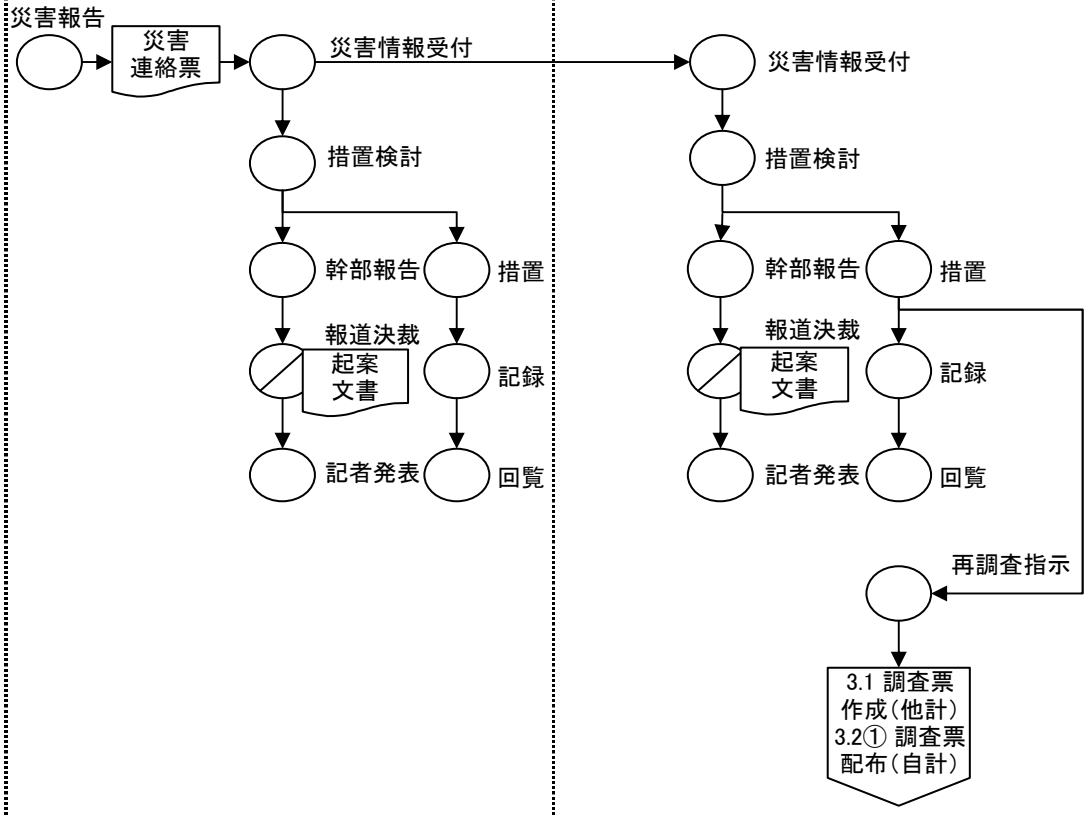 災害報告
災害
連絡票
災害情報受付
災害情報受付
措置検討
措置検討
幹部報告
措置
幹部報告
措置
報道決裁
起案
文書
記録
報道決裁
起案
文書
記録
記者発表
回覧
記者発表
回覧
再調査指示
3.1 調査票
作成(他計)
3.2① 調査票
配布(自計)